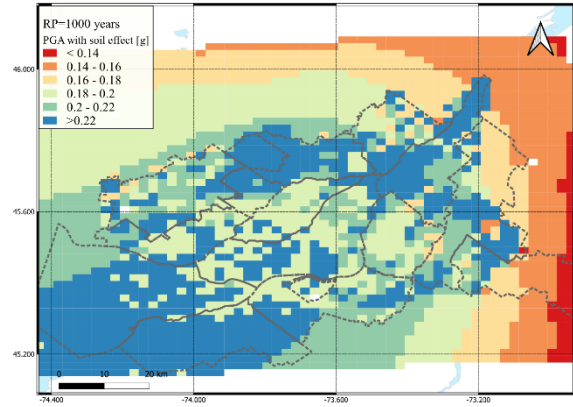 RP=1000 years
PGA with soil effect [g]
< 0.14
0.14 - 0.16
0.16 - 0.18
0.18 - 0.2
0.2 - 0.22
>0.22
46.000
45.600
45.200
0 10 20 km
-74.400 -74.000 -73.600 -73.200